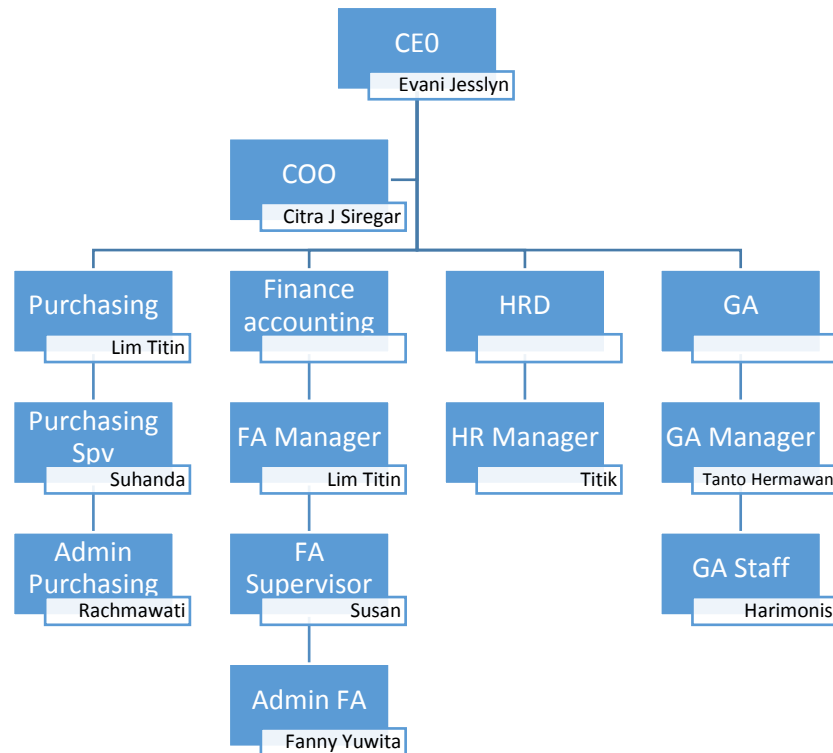 CE0
Evani Jesslyn
COO
Citra J Siregar
Purchasing
Lim Titin
Finance
accounting
HRD
GA
Purchasing
Spv
Suhanda
FA Manager
Lim Titin
HR Manager
Titik
GA Manager
Tanto Hermawan
Admin
Purchasing
Rachmawati
FA
Supervisor
Susan
GA Staff
Harimonis
Admin FA
Fanny Yuwita